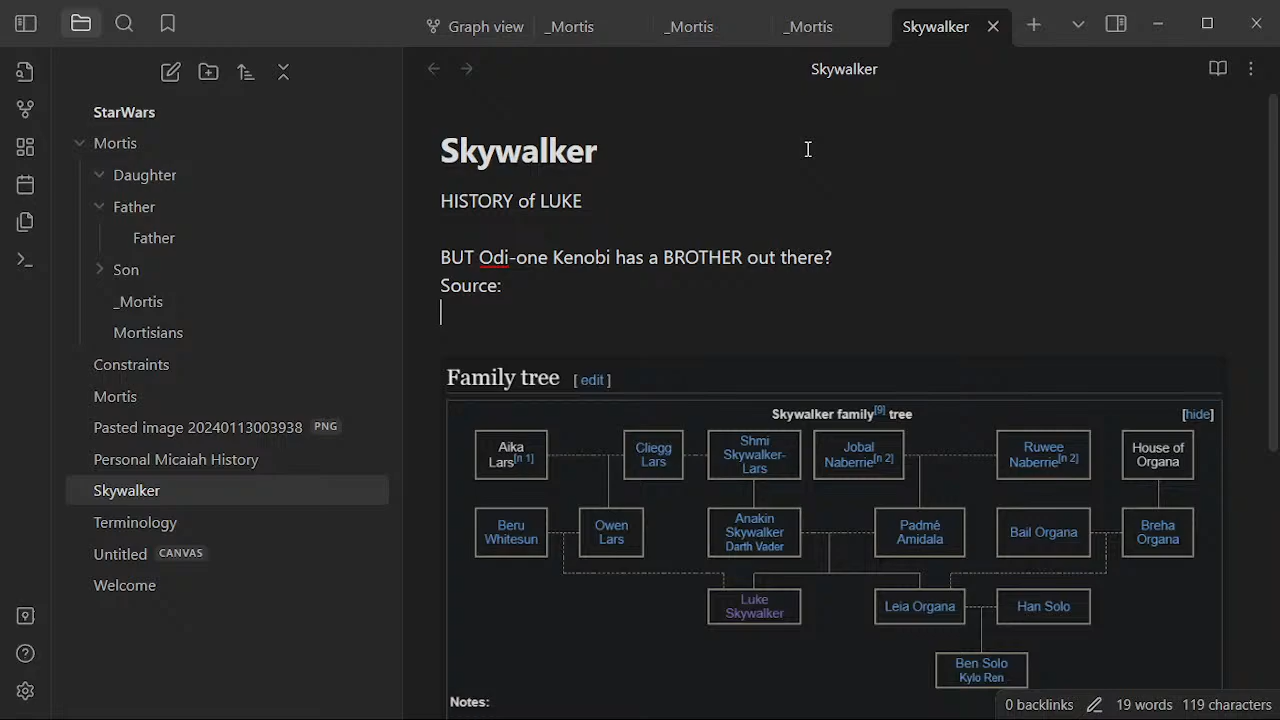 Graph view
_Mortis
_Mortis
_Mortis
Skywalker
StarWars
Mortis
Daughter
Father
Father
Son
_Mortis
Mortisians
Constraints
Mortis
Pasted image 20240113003938 PNG
Personal Micaiah History
Skywalker
Terminology
Untitled CANVAS
Welcome
Skywalker
Skywalker
HISTORY of LUKE
BUT Odi-one Kenobi has a BROTHER out there?
Source:
Family tree [ edit ]
Skywalker family[9] tree [hide]
Aika
Lars[n 1]
Cliegg
Lars
Shmi
Skywalker-
Lars
Jobal
Naberrie[n 2]
Ruwee
Naberrie[n 2]
House of
Organa
Beru
Whitesun
Owen
Lars
Anakin
Skywalker
Darth Vader
Padmé
Amidala
Bail Organa
Breha
Organa
Luke
Skywalker
Leia Organa
Han Solo
Ben Solo
Kylo Ren
Notes:
0 backlinks 19 words 119 characters